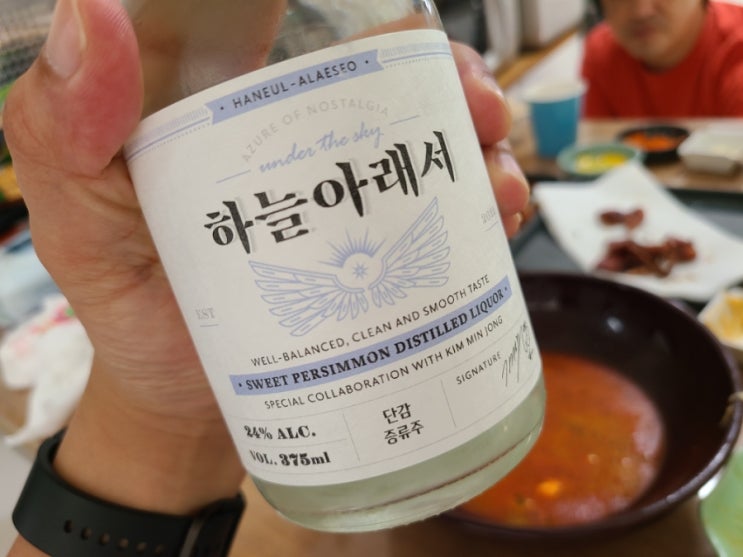 • HANEUL-ALAESEO •
AZURE OF NOSTALGIA
under the sky
하늘아래서
EST
WELL-BALANCED, CLEAN AND SMOOTH TASTE
• SWEET PERSIMMON DISTILLED LIQUOR •
SPECIAL COLLABORATION WITH KIM MIN JONG
24% ALC.
VOL. 375ml
단감
증류주
SIGNATURE